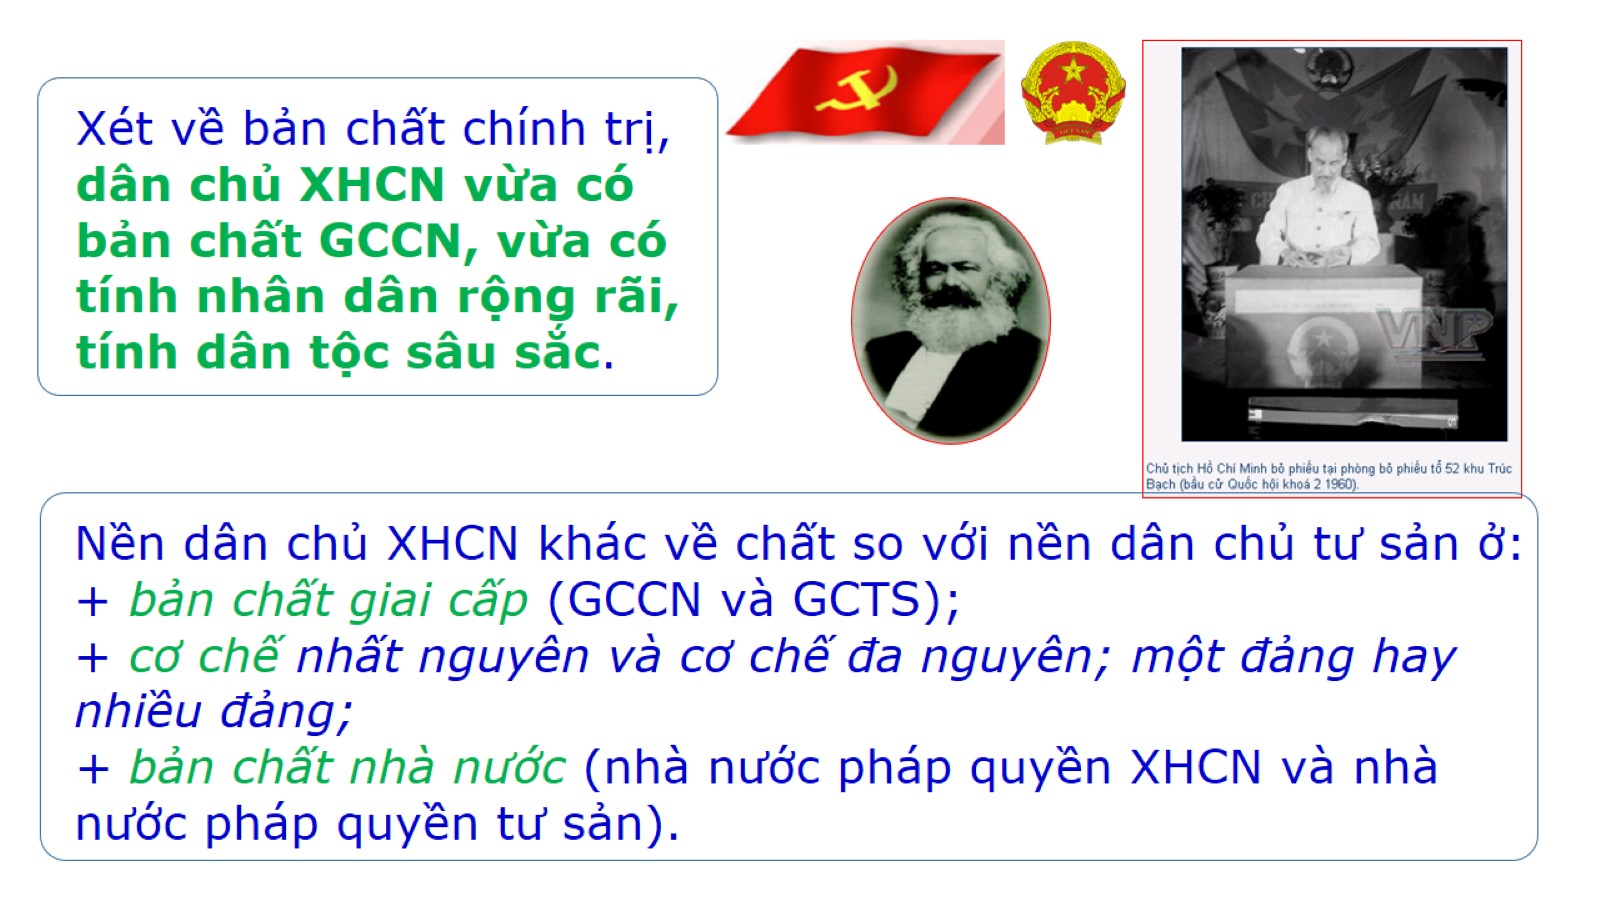 Xét về bản chất chính trị,
dân chủ XHCN vừa có
bản chất GCCN, vừa có
tính nhân dân rộng rãi,
tính dân tộc sâu sắc.
VIỆT NAM
VNP
Chủ tịch Hồ Chí Minh bỏ phiếu tại phòng bỏ phiếu tổ 52 khu Trúc
Bạch (bầu cử Quốc hội khoá 2 1960).
Nền dân chủ XHCN khác về chất so với nền dân chủ tư sản ở:
+ bản chất giai cấp (GCCN và GCTS);
+ cơ chế nhất nguyên và cơ chế đa nguyên; một đảng hay
nhiều đảng;
+ bản chất nhà nước (nhà nước pháp quyền XHCN và nhà
nước pháp quyền tư sản).